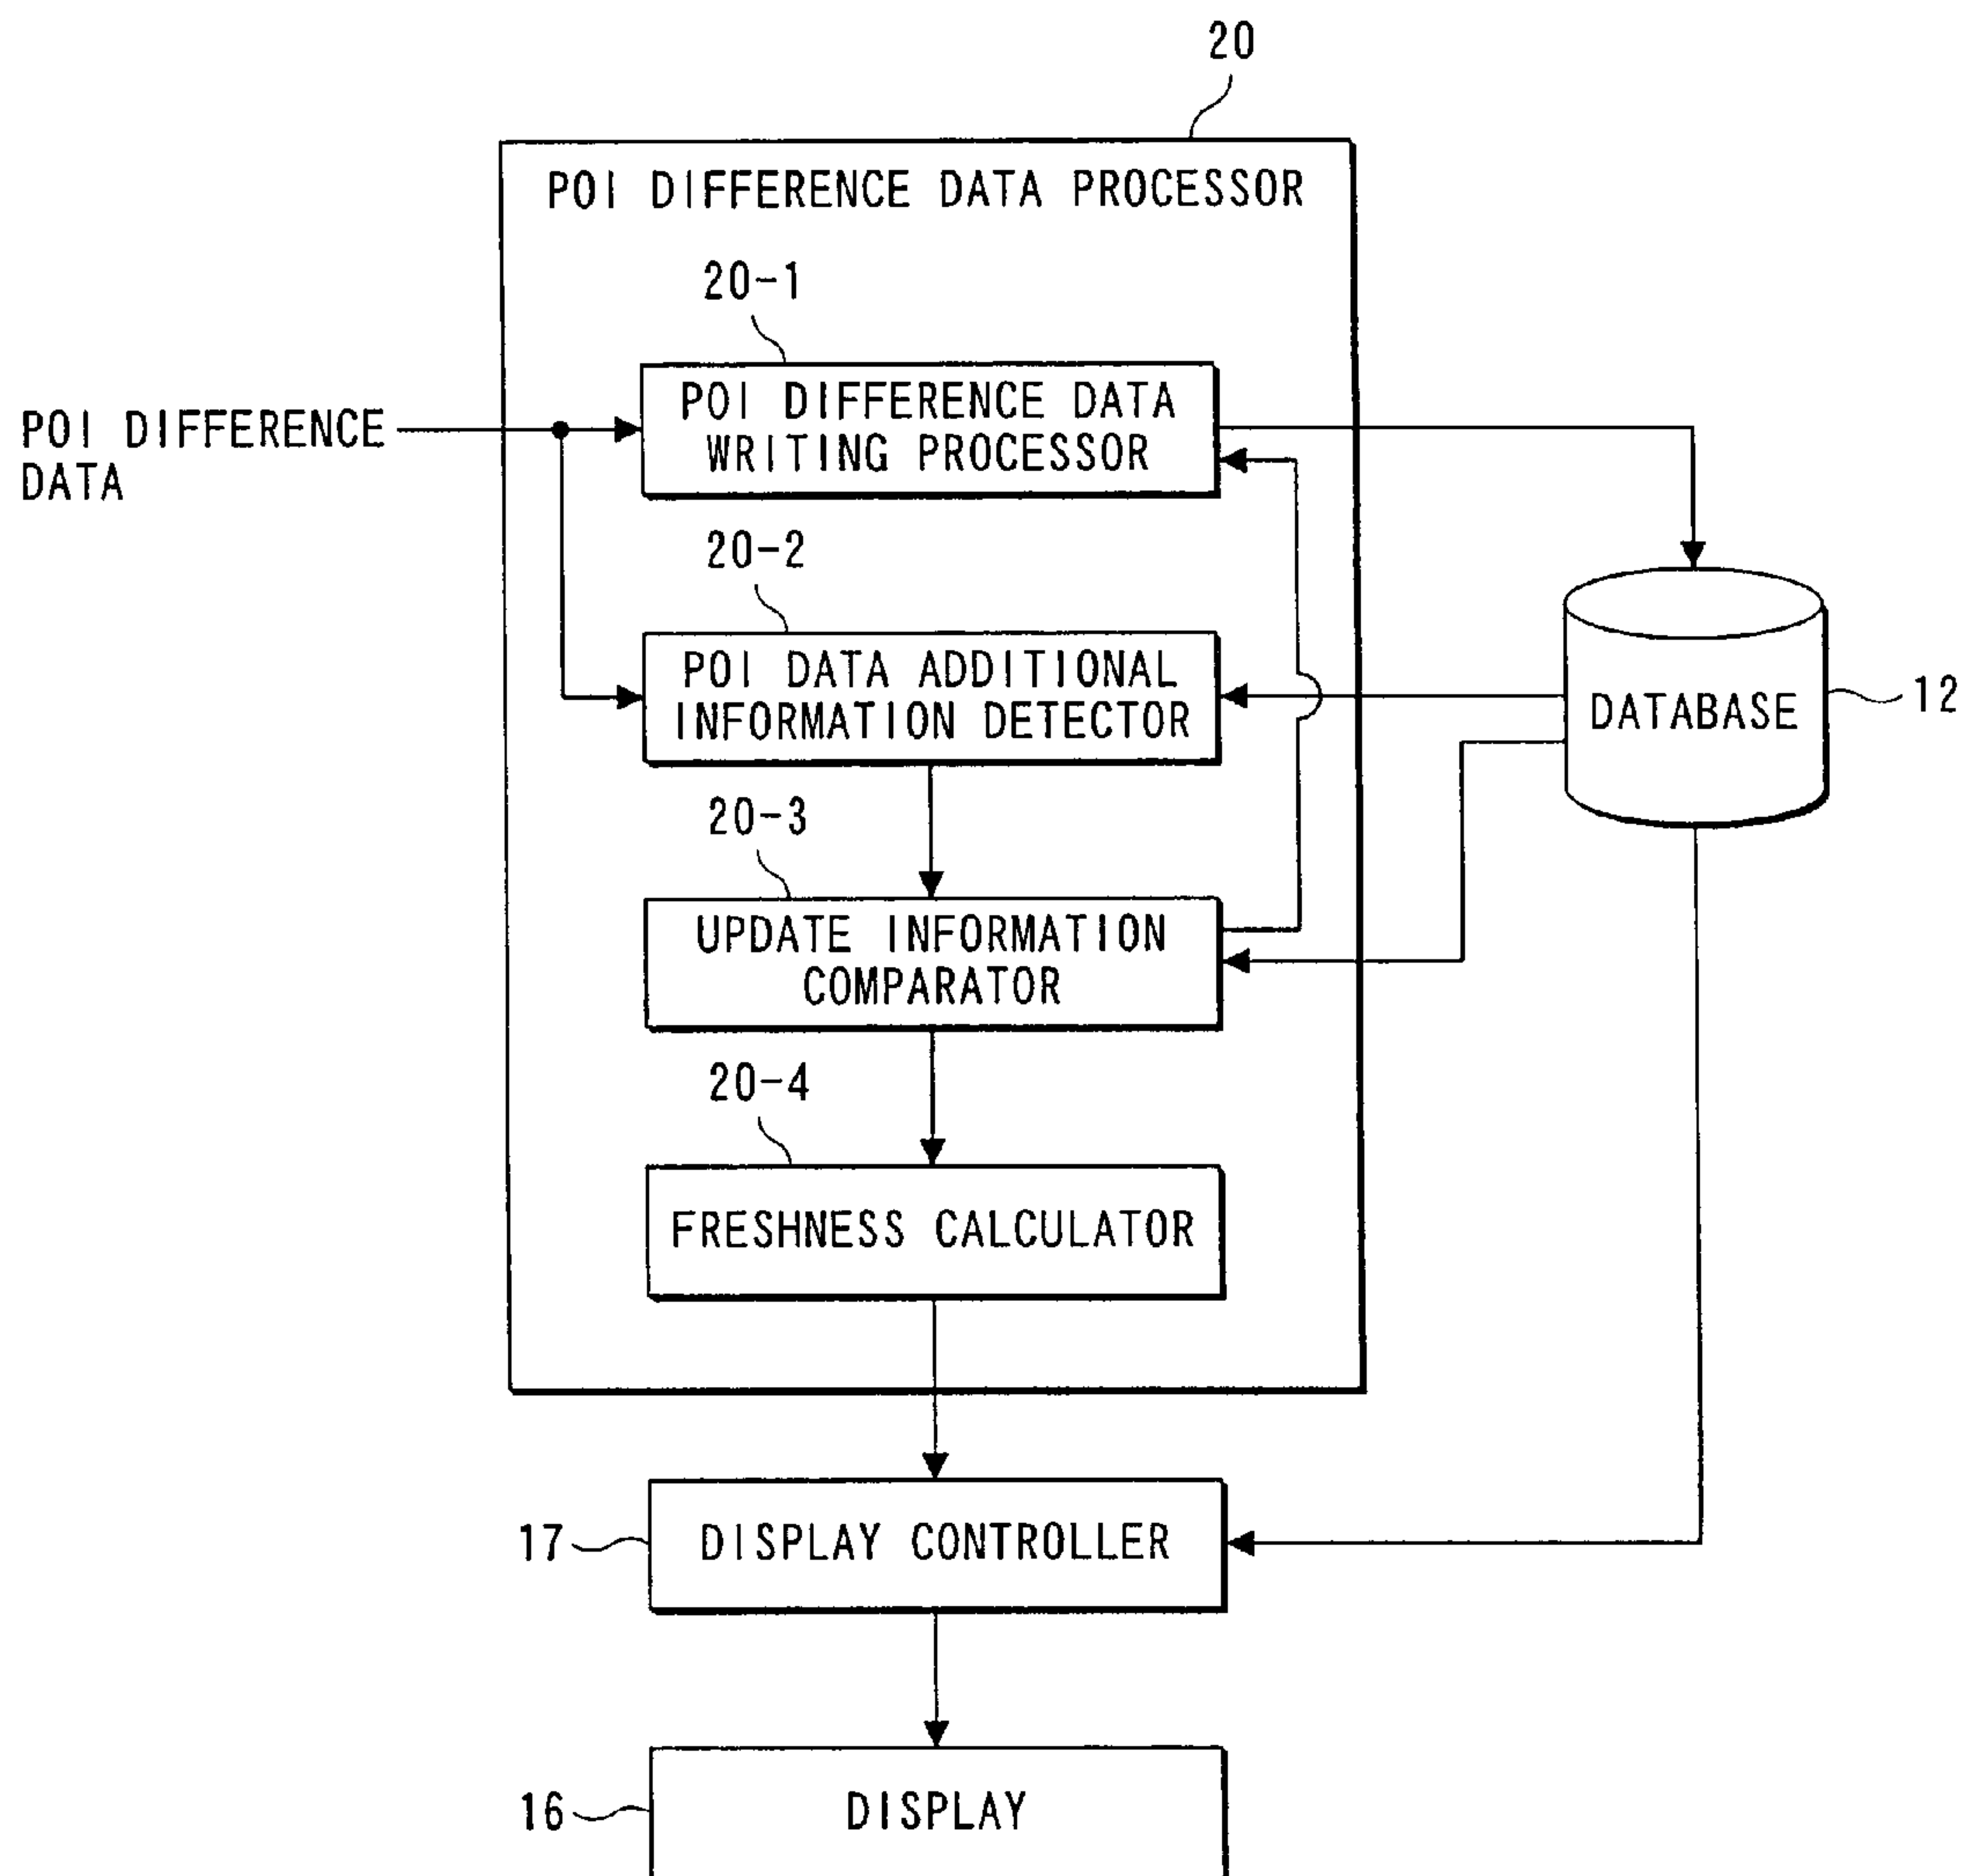 20
POI DIFFERENCE DATA PROCESSOR
20-1
POI DIFFERENCE DATA
WRITING PROCESSOR
POI DIFFERENCE
DATA
20-2
POI DATA ADDITIONAL
INFORMATION DETECTOR
DATABASE
12
20-3
UPDATE INFORMATION
COMPARATOR
20-4
FRESHNESS CALCULATOR
17
DISPLAY CONTROLLER
16
DISPLAY